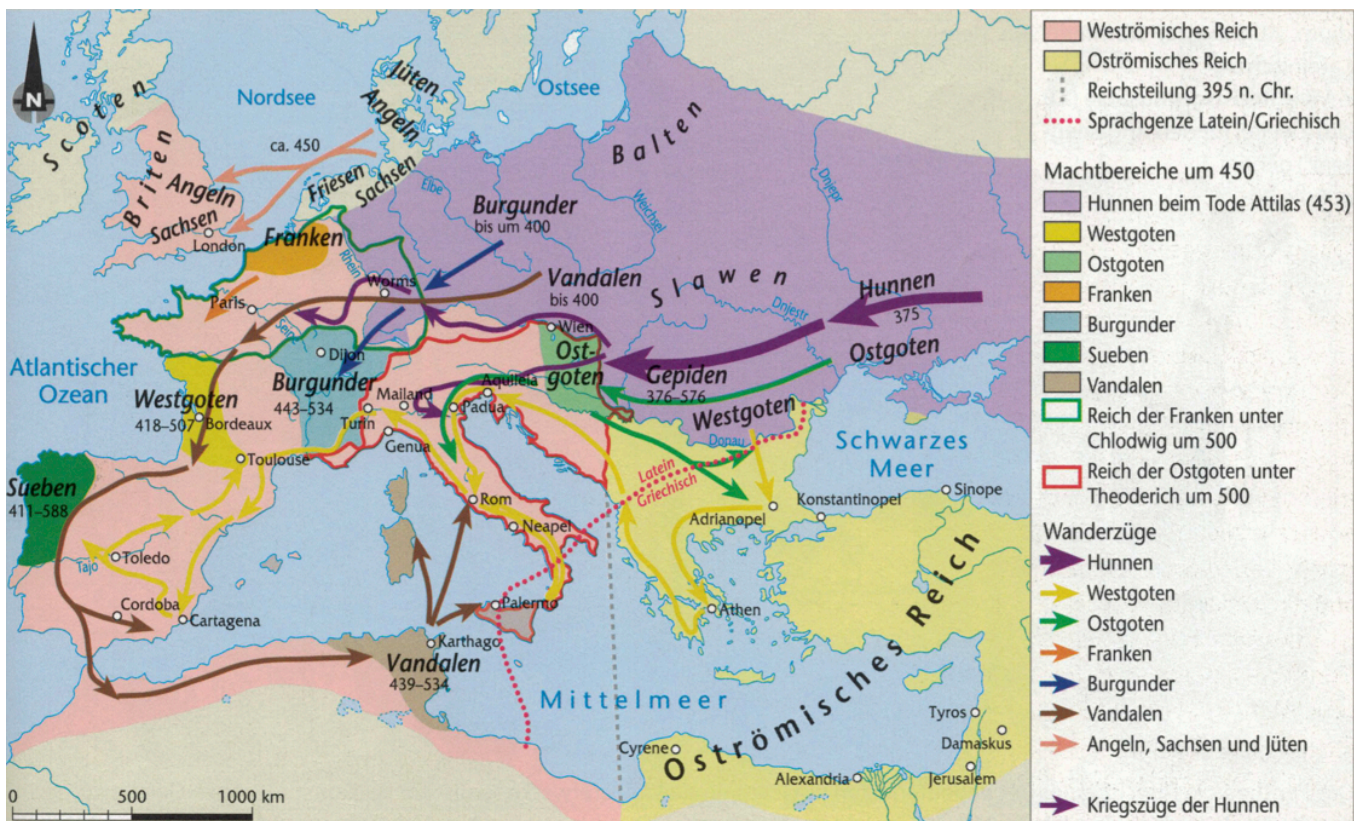 N
Scoten
Briten
Nordsee
Ostsee
Jüten
Angeln
ca. 450
Angeln
Sachsen
London
Friesen
Sachsen
Elbe
Balten
Weichsel
Dnjepr
Burgunder
bis um 400
Franken
Rhein
Worms
Paris
Sein
Vandalen
bis 400
Slawen
Dnjestr
Hunnen
375
Wien
Ost-
goten
Ostgoten
Gepiden
376–576
Westgoten
Donau
Atlantischer
Ozean
Dijon
Burgunder
443–534
Westgoten
418–507
Bordeaux
Toulouse
Mailand
Turin
Genua
Aquileia
Padua
Rom
Neapel
Latein
Griechisch
Schwarzes
Meer
Sinope
Konstantinopel
Adrianopel
Athen
Sueben
411–588
Tajo
Toledo
Cordoba
Cartagena
Palermo
Karthago
Vandalen
439–534
Mittelmeer
Oströmisches Reich
Cyrene
Alexandria
Tyros
Damaskus
Jerusalem
0 500 1000 km
Weströmisches Reich
Oströmisches Reich
Reichsteilung 395 n. Chr.
Sprachgenze Latein/Griechisch
Machtbereiche um 450
Hunnen beim Tode Attilas (453)
Westgoten
Ostgoten
Franken
Burgunder
Sueben
Vandalen
Reich der Franken unter
Chlodwig um 500
Reich der Ostgoten unter
Theoderich um 500
Wanderzüge
Hunnen
Westgoten
Ostgoten
Franken
Burgunder
Vandalen
Angeln, Sachsen und Jüten
Kriegszüge der Hunnen